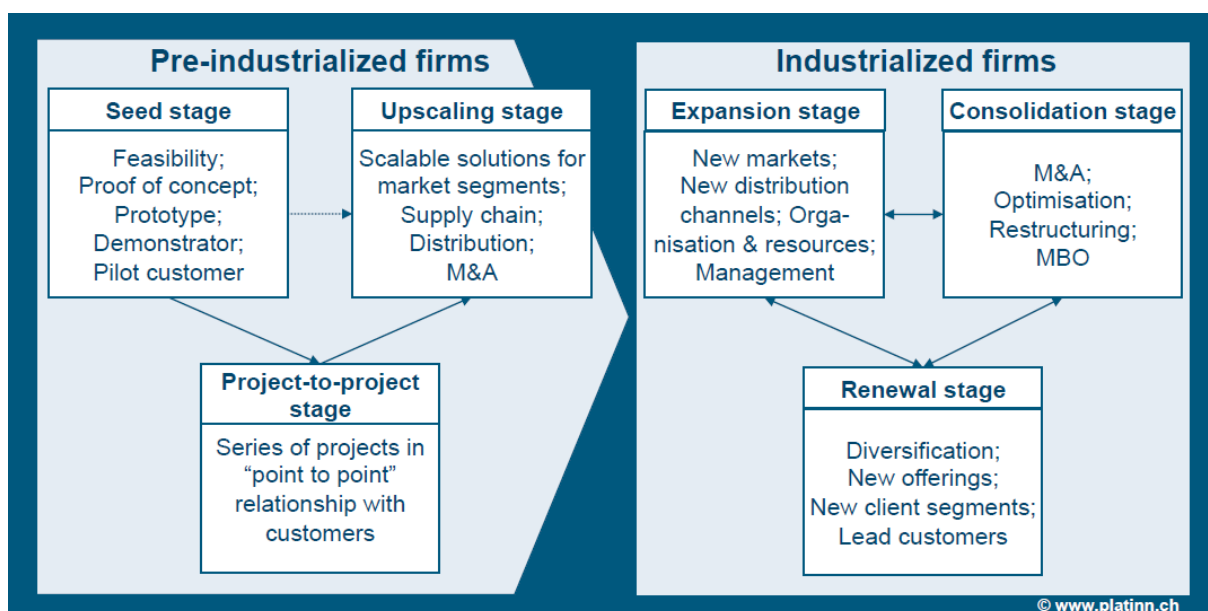 Pre-industrialized firms
Seed stage
Feasibility;
Proof of concept;
Prototype;
Demonstrator;
Pilot customer
Upscaling stage
Scalable solutions for
market segments;
Supply chain;
Distribution;
M&A
Project-to-project
stage
Series of projects in
“point to point”
relationship with
customers
Industrialized firms
Expansion stage
New markets;
New distribution
channels; Orga-
nisation & resources;
Management
Consolidation stage
M&A;
Optimisation;
Restructuring;
MBO
Renewal stage
Diversification;
New offerings;
New client segments;
Lead customers
© www.platinn.ch